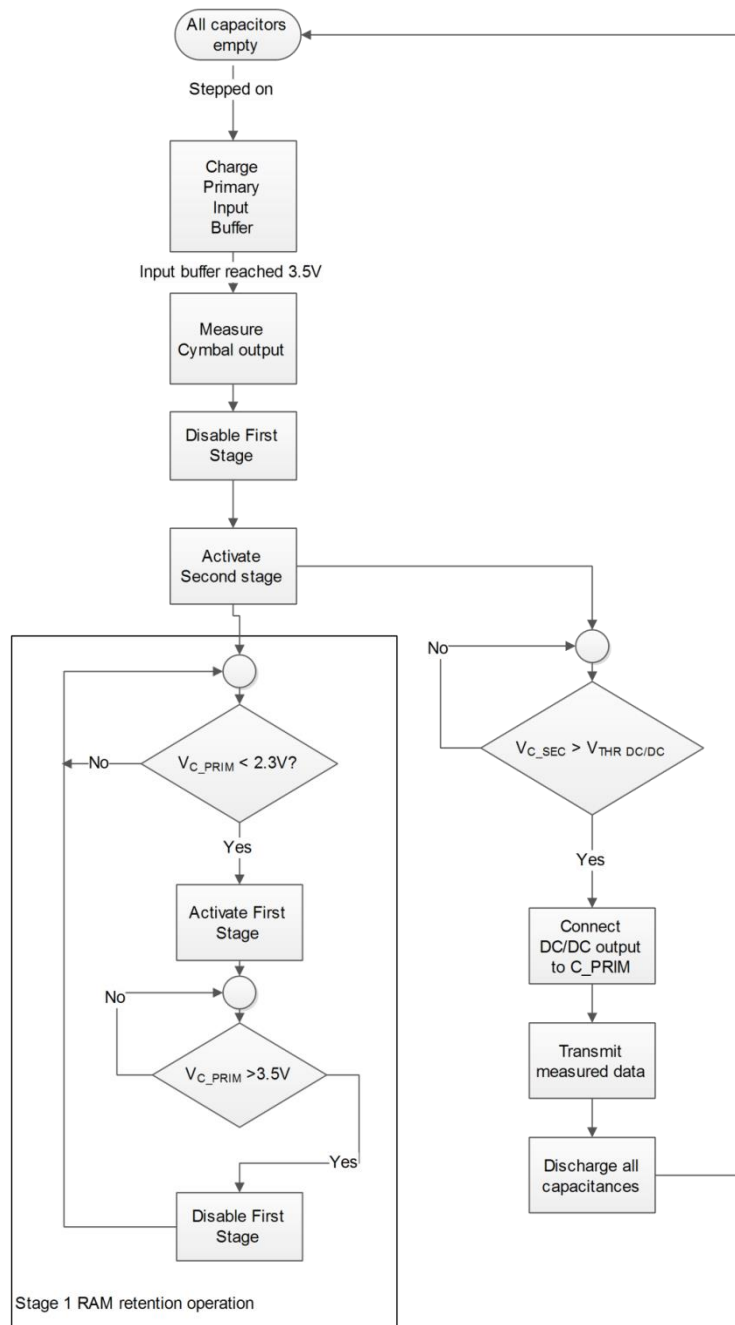 All capacitors
empty
Stepped on
Charge
Primary
Input
Buffer
Input buffer reached 3.5V
Measure
Cymbal output
Disable First
Stage
Activate
Second stage
No
V_C_PRIM < 2.3V?
Yes
Activate First
Stage
No
V_C_PRIM >3.5V
Yes
Disable First
Stage
Stage 1 RAM retention operation
No
V_C_SEC > V_THR DC/DC
Yes
Connect
DC/DC output
to C_PRIM
Transmit
measured data
Discharge all
capacitances